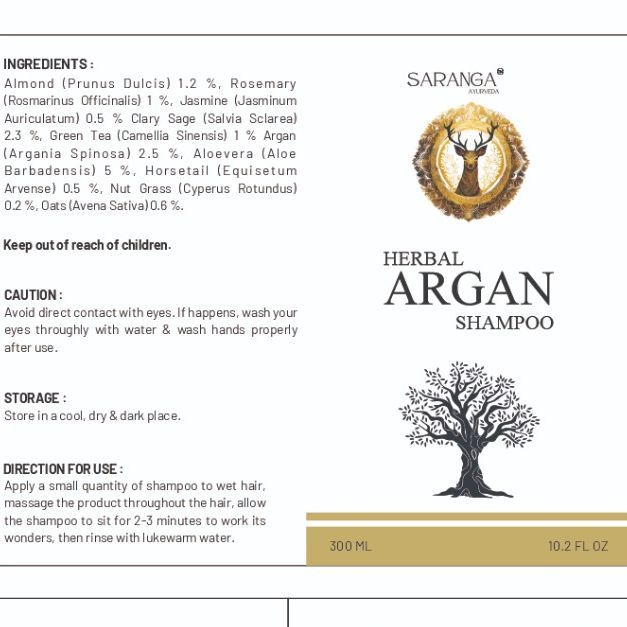 INGREDIENTS :
Almond (Prunus Dulcis) 1.2 %, Rosemary
(Rosmarinus Officinalis) 1 %, Jasmine (Jasminum
Auriculatum) 0.5 % Clary Sage (Salvia Sclarea)
2.3 %, Green Tea (Camellia Sinensis) 1 % Argan
(Argania Spinosa) 2.5 %, Aloevera (Aloe
Barbadensis) 5 %, Horsetail (Equisetum
Arvense) 0.5 %, Nut Grass (Cyperus Rotundus)
0.2 %, Oats (Avena Sativa) 0.6 %.
Keep out of reach of children.
CAUTION :
Avoid direct contact with eyes. If happens, wash your
eyes throughly with water & wash hands properly
after use.
STORAGE :
Store in a cool, dry & dark place.
DIRECTION FOR USE :
Apply a small quantity of shampoo to wet hair,
massage the product throughout the hair, allow
the shampoo to sit for 2-3 minutes to work its
wonders, then rinse with lukewarm water.
SARANGA
AYURVEDA
HERBAL
ARGAN
SHAMPOO
300 ML 10.2 FL OZ